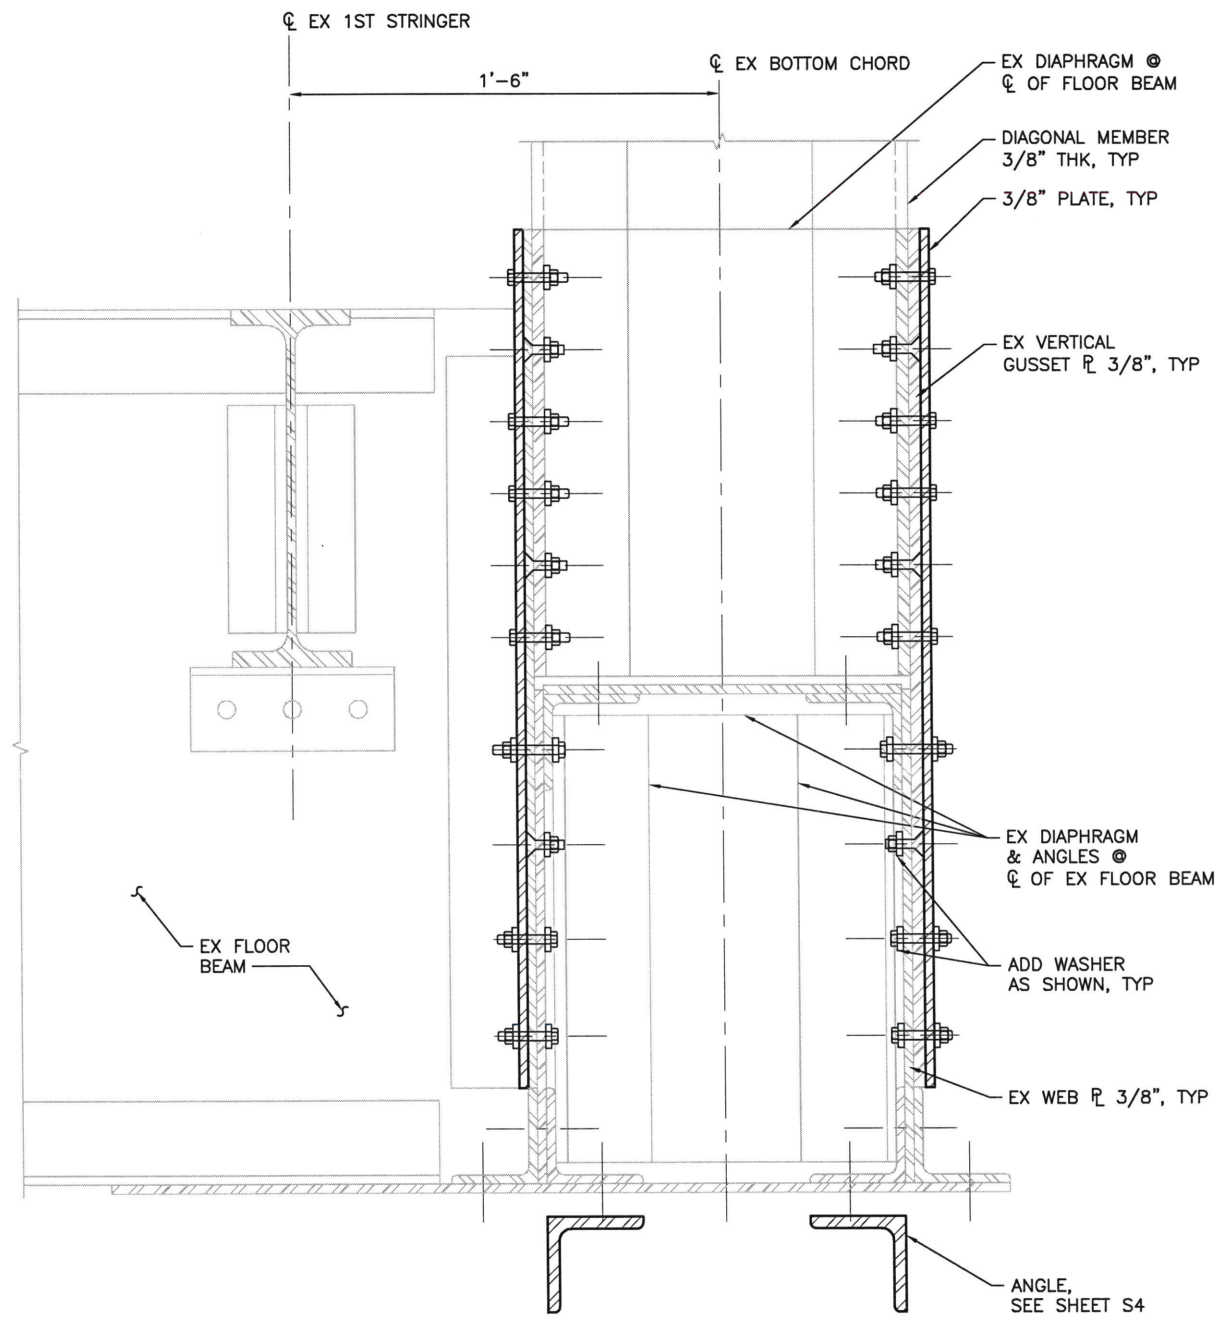 ℄ EX 1ST STRINGER
1'-6"
℄ EX BOTTOM CHORD
EX DIAPHRAGM @
℄ OF FLOOR BEAM
DIAGONAL MEMBER
3/8" THK, TYP
3/8" PLATE, TYP
EX VERTICAL
GUSSET ⅊ 3/8", TYP
EX DIAPHRAGM
& ANGLES @
℄ OF EX FLOOR BEAM
EX FLOOR
BEAM
ADD WASHER
AS SHOWN, TYP
EX WEB ⅊ 3/8", TYP
ANGLE,
SEE SHEET S4